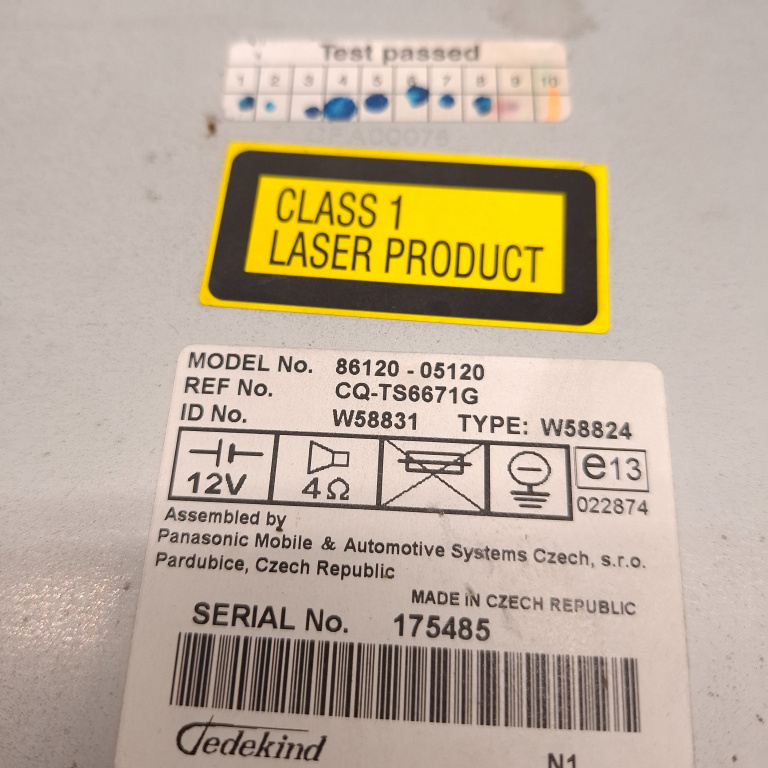 Test passed
1 2 3 4 5 6 7 8 9 10
CLASS 1
LASER PRODUCT
MODEL No. 86120 - 05120
REF No. CQ-TS6671G
ID No. W58831 TYPE: W58824
12V 4Ω e13
022874
Assembled by
Panasonic Mobile & Automotive Systems Czech, s.r.o.
Pardubice, Czech Republic
MADE IN CZECH REPUBLIC
SERIAL No. 175485
Tedekind N1